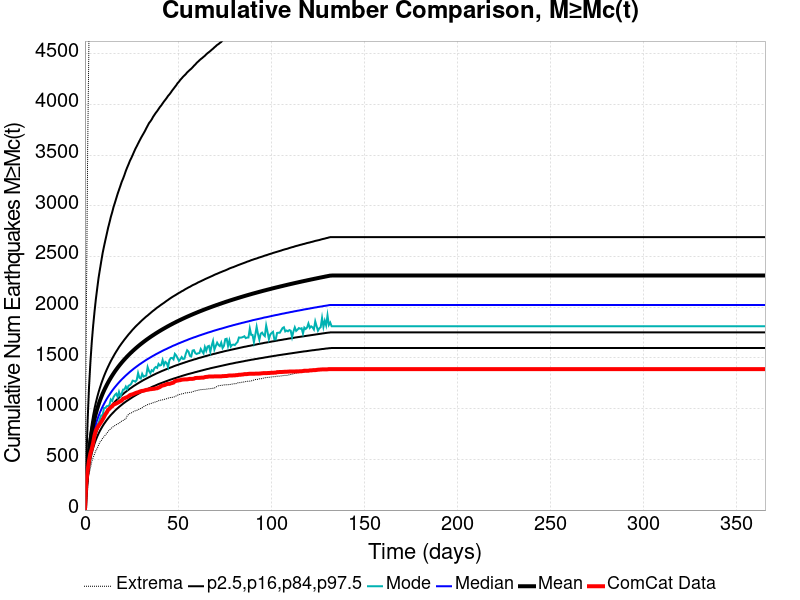 Cumulative Number Comparison, M≥Mc(t)
Cumulative Num Earthquakes M≥Mc(t)
4500
4000
3500
3000
2500
2000
1500
1000
500
0
0 50 100 150 200 250 300 350
Time (days)
Extrema p2.5,p16,p84,p97.5 Mode Median Mean ComCat Data